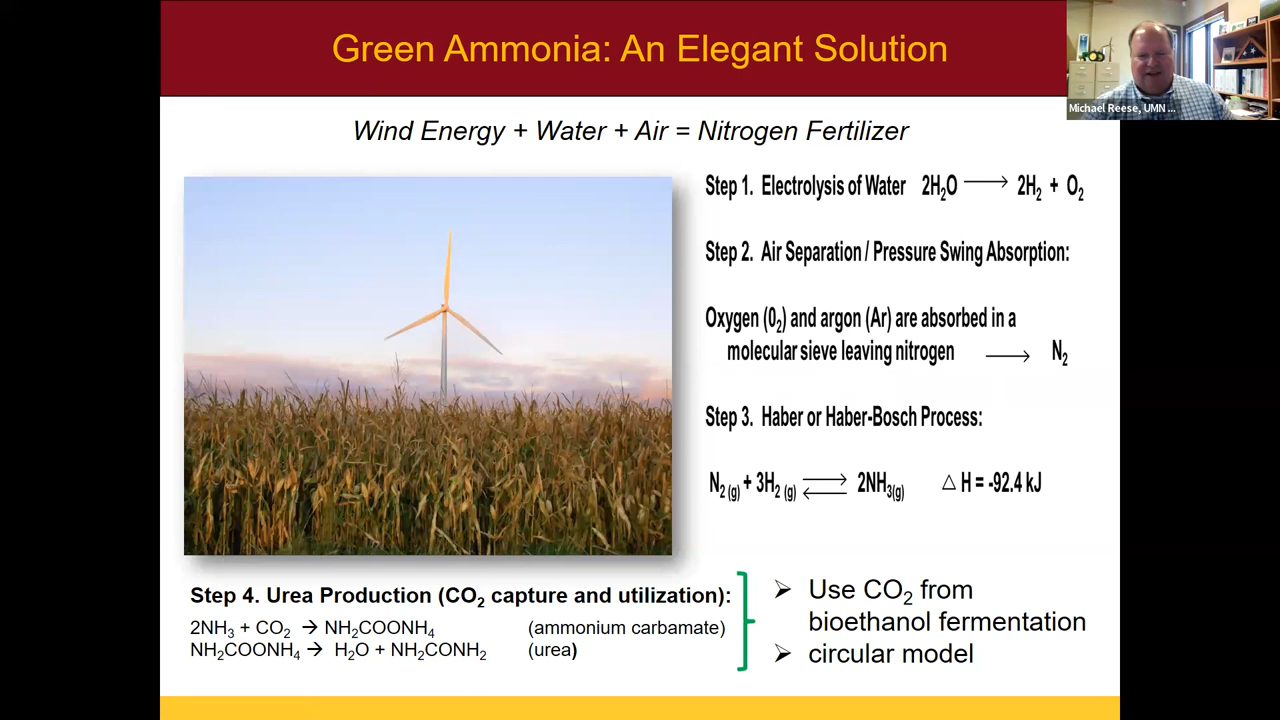 Green Ammonia: An Elegant Solution
Michael Reese, UMN ...
Wind Energy + Water + Air = Nitrogen Fertilizer
Step 1. Electrolysis of Water 2H₂O ⟶ 2H₂ + O₂
Step 2. Air Separation / Pressure Swing Absorption:
Oxygen (0₂) and argon (Ar) are absorbed in a
molecular sieve leaving nitrogen ⟶ N₂
Step 3. Haber or Haber-Bosch Process:
N₂ (g) + 3H₂ (g) ⇄ 2NH₃(g) △ H = -92.4 kJ
Step 4. Urea Production (CO₂ capture and utilization):
2NH₃ + CO₂ → NH₂COONH₄ (ammonium carbamate)
NH₂COONH₄ → H₂O + NH₂CONH₂ (urea)
➢ Use CO₂ from
bioethanol fermentation
➢ circular model